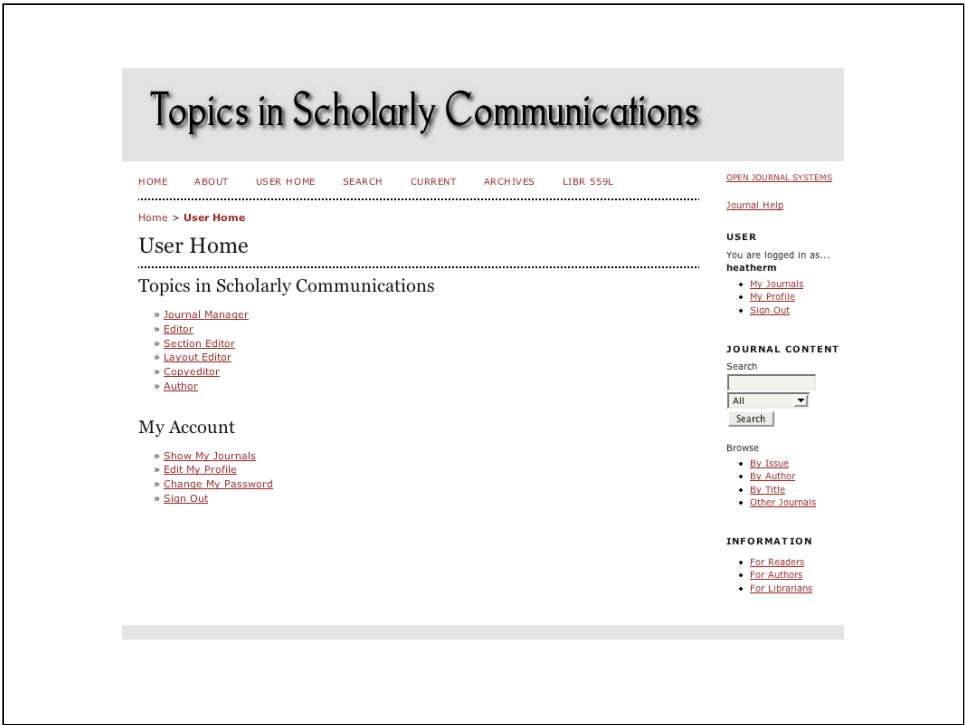 Topics in Scholarly Communications
HOME ABOUT USER HOME SEARCH CURRENT ARCHIVES LIBR 559L
Home > User Home
User Home
Topics in Scholarly Communications
» Journal Manager
» Editor
» Section Editor
» Layout Editor
» Copyeditor
» Author
My Account
» Show My Journals
» Edit My Profile
» Change My Password
» Sign Out
OPEN JOURNAL SYSTEMS
Journal Help
USER
You are logged in as...
heatherm
• My Journals
• My Profile
• Sign Out
JOURNAL CONTENT
Search
All
Search
Browse
• By Issue
• By Author
• By Title
• Other Journals
INFORMATION
• For Readers
• For Authors
• For Librarians